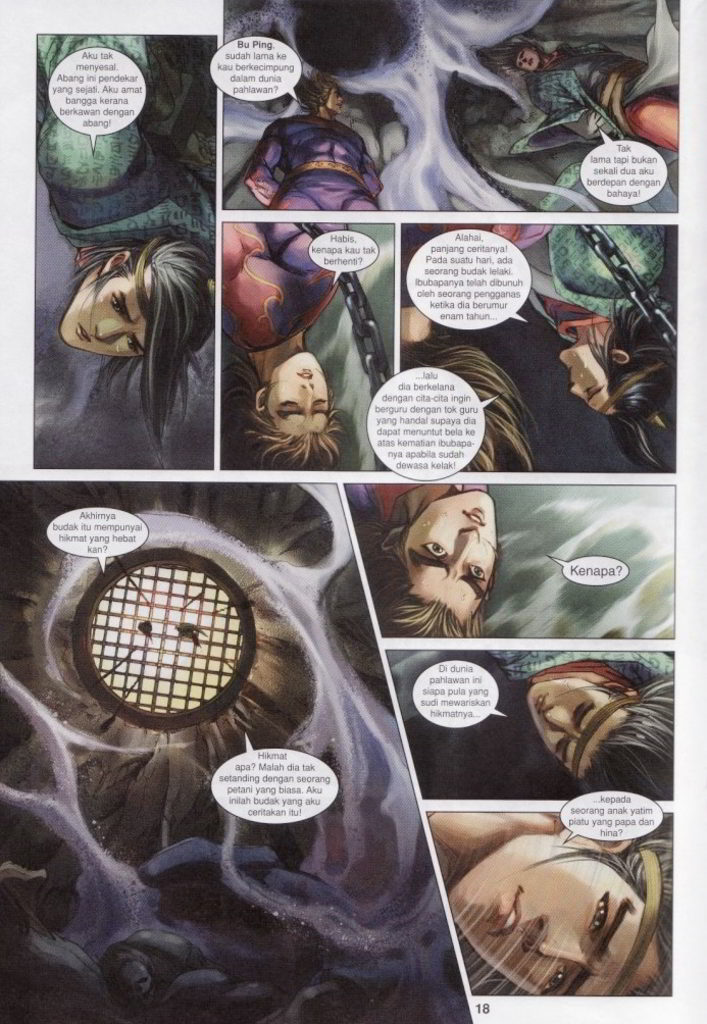 Aku tak
menyesal.
Abang ini pendekar
yang sejati. Aku amat
bangga kerana
berkawan dengan
abang!
Bu Ping,
sudah lama ke
kau berkecimpung
dalam dunia
pahlawan?
Tak
lama tapi bukan
sekali dua aku
berdepan dengan
bahaya!
Habis,
kenapa kau tak
berhenti?
Alahai,
panjang ceritanya!
Pada suatu hari, ada
seorang budak lelaki.
Ibubapanya telah dibunuh
oleh seorang pengganas
ketika dia berumur
enam tahun...
...lalu
dia berkelana
dengan cita-cita ingin
berguru dengan tok guru
yang handal supaya dia
dapat menuntut bela ke
atas kematian ibubapa-
nya apabila sudah
dewasa kelak!
Akhirnya
budak itu mempunyai
hikmat yang hebat
kan?
Hikmat
apa? Malah dia tak
setanding dengan seorang
petani yang biasa. Aku
inilah budak yang aku
ceritakan itu!
Kenapa?
Di dunia
pahlawan ini
siapa pula yang
sudi mewariskan
hikmatnya...
...kepada
seorang anak yatim
piatu yang papa dan
hina?
18